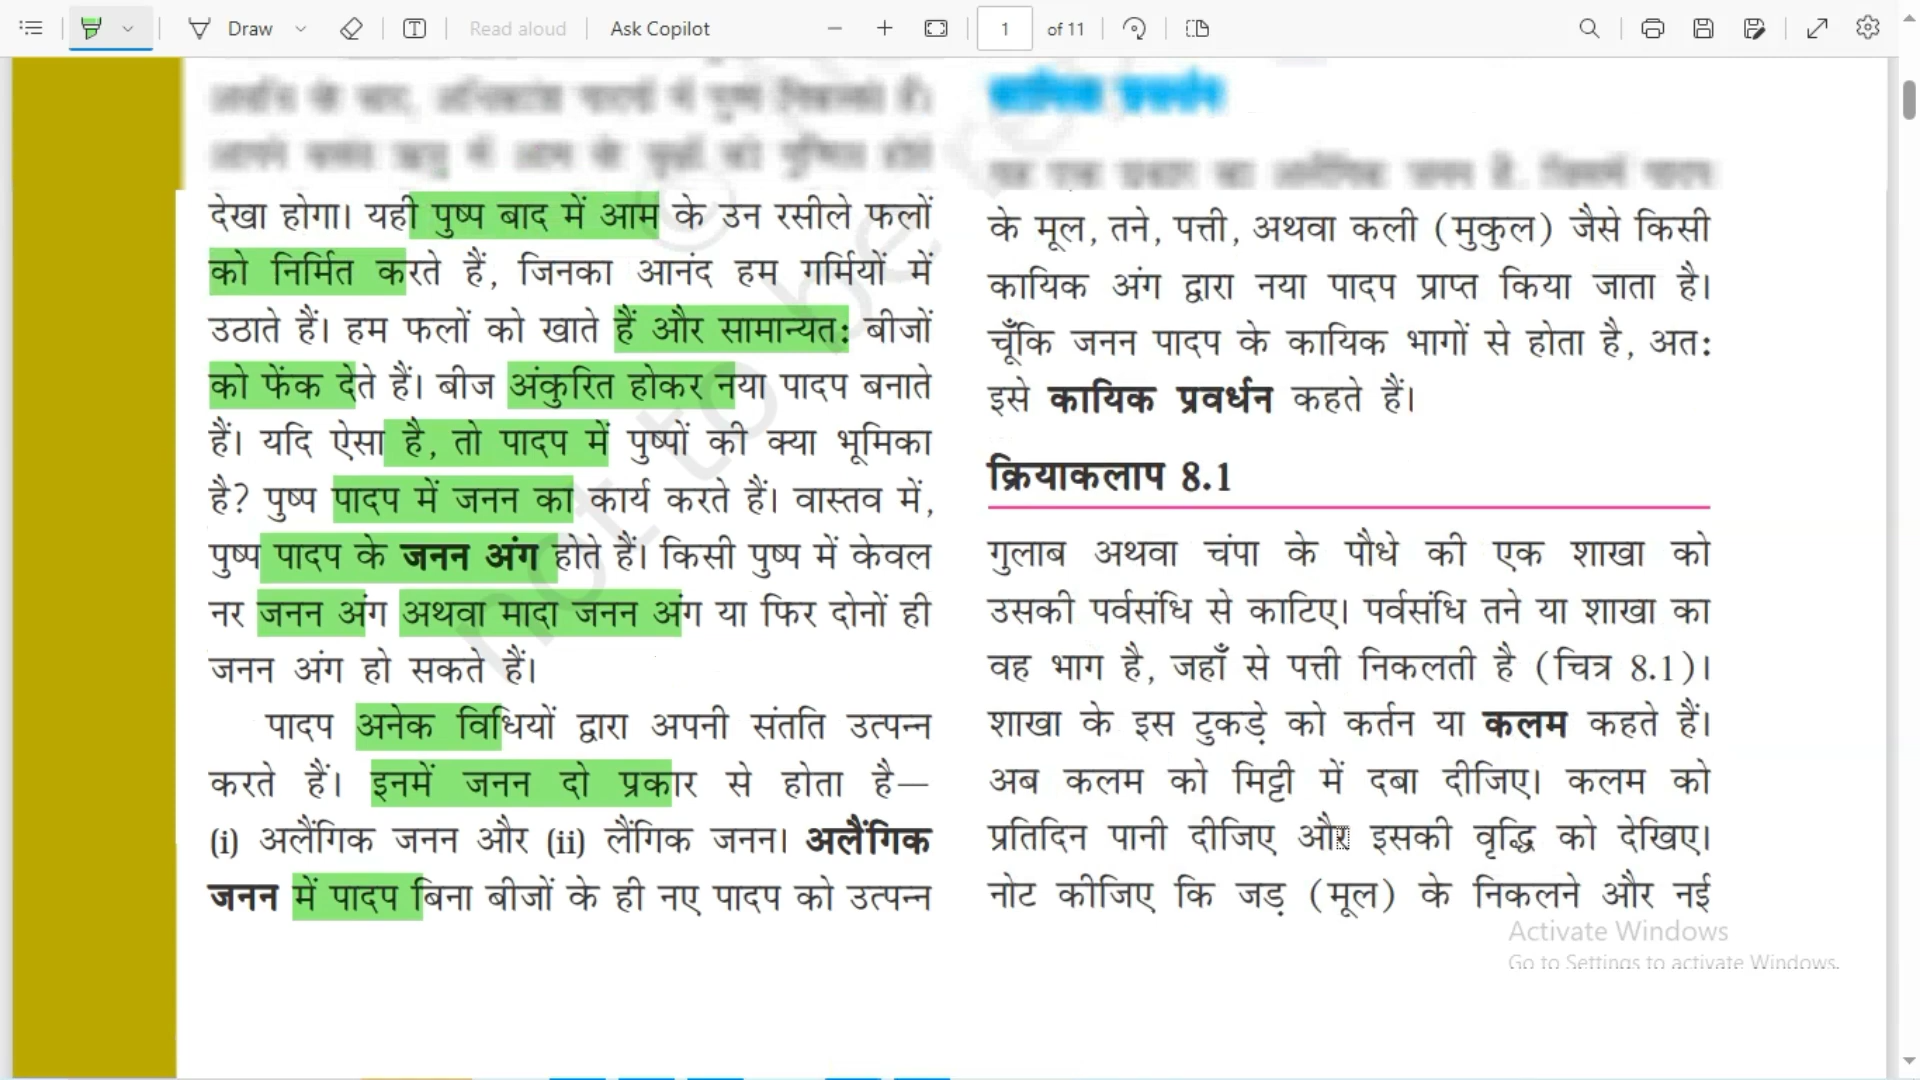 Draw
Read aloud
Ask Copilot
1 of 11
देखा होगा। यही पुष्प बाद में आम के उन रसीले फलों
को निर्मित करते हैं, जिनका आनंद हम गर्मियों में
उठाते हैं। हम फलों को खाते हैं और सामान्यत: बीजों
को फेंक देते हैं। बीज अंकुरित होकर नया पादप बनाते
हैं। यदि ऐसा है, तो पादप में पुष्पों की क्या भूमिका
है? पुष्प पादप में जनन का कार्य करते हैं। वास्तव में,
पुष्प पादप के जनन अंग होते हैं। किसी पुष्प में केवल
नर जनन अंग अथवा मादा जनन अंग या फिर दोनों ही
जनन अंग हो सकते हैं।
पादप अनेक विधियों द्वारा अपनी संतति उत्पन्न
करते हैं। इनमें जनन दो प्रकार से होता है—
(i) अलैंगिक जनन और (ii) लैंगिक जनन। अलैंगिक
जनन में पादप बिना बीजों के ही नए पादप को उत्पन्न
के मूल, तने, पत्ती, अथवा कली (मुकुल) जैसे किसी
कायिक अंग द्वारा नया पादप प्राप्त किया जाता है।
चूँकि जनन पादप के कायिक भागों से होता है, अत:
इसे कायिक प्रवर्धन कहते हैं।
क्रियाकलाप 8.1
गुलाब अथवा चंपा के पौधे की एक शाखा को
उसकी पर्वसंधि से काटिए। पर्वसंधि तने या शाखा का
वह भाग है, जहाँ से पत्ती निकलती है (चित्र 8.1)।
शाखा के इस टुकड़े को कर्तन या कलम कहते हैं।
अब कलम को मिट्टी में दबा दीजिए। कलम को
प्रतिदिन पानी दीजिए और इसकी वृद्धि को देखिए।
नोट कीजिए कि जड़ (मूल) के निकलने और नई
not to be re
Activate Windows
Go to Settings to activate Windows.